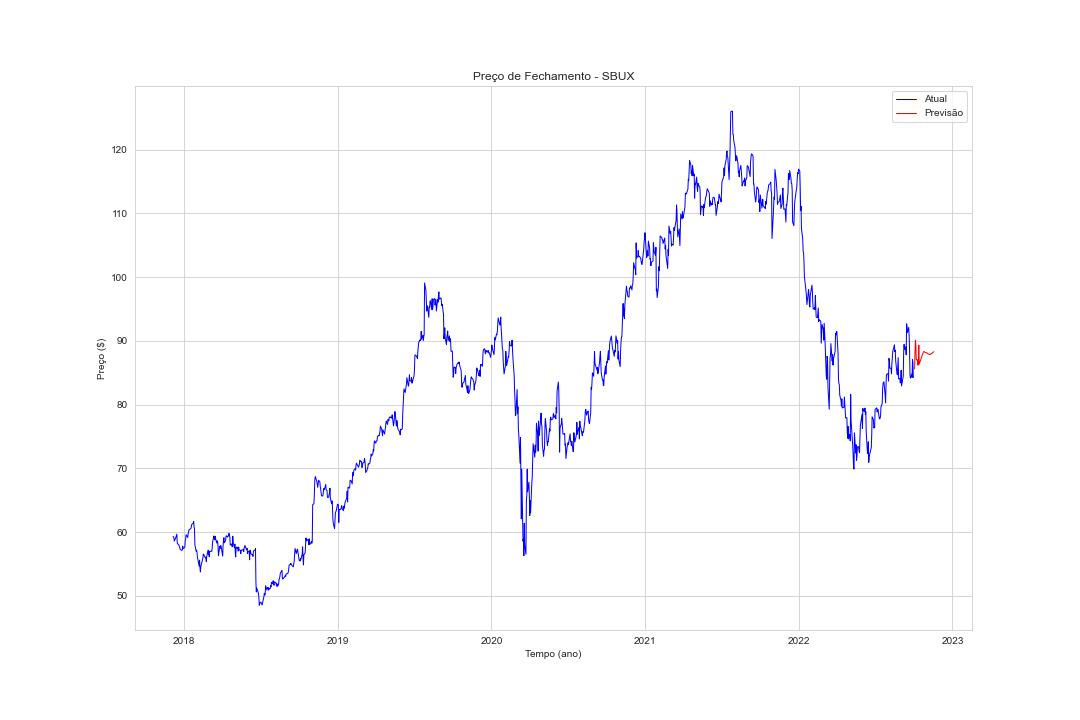 Preço de Fechamento - SBUX
Atual
Previsão
Preço ($)
120
110
100
90
80
70
60
50
2018 2019 2020 2021 2022 2023
Tempo (ano)